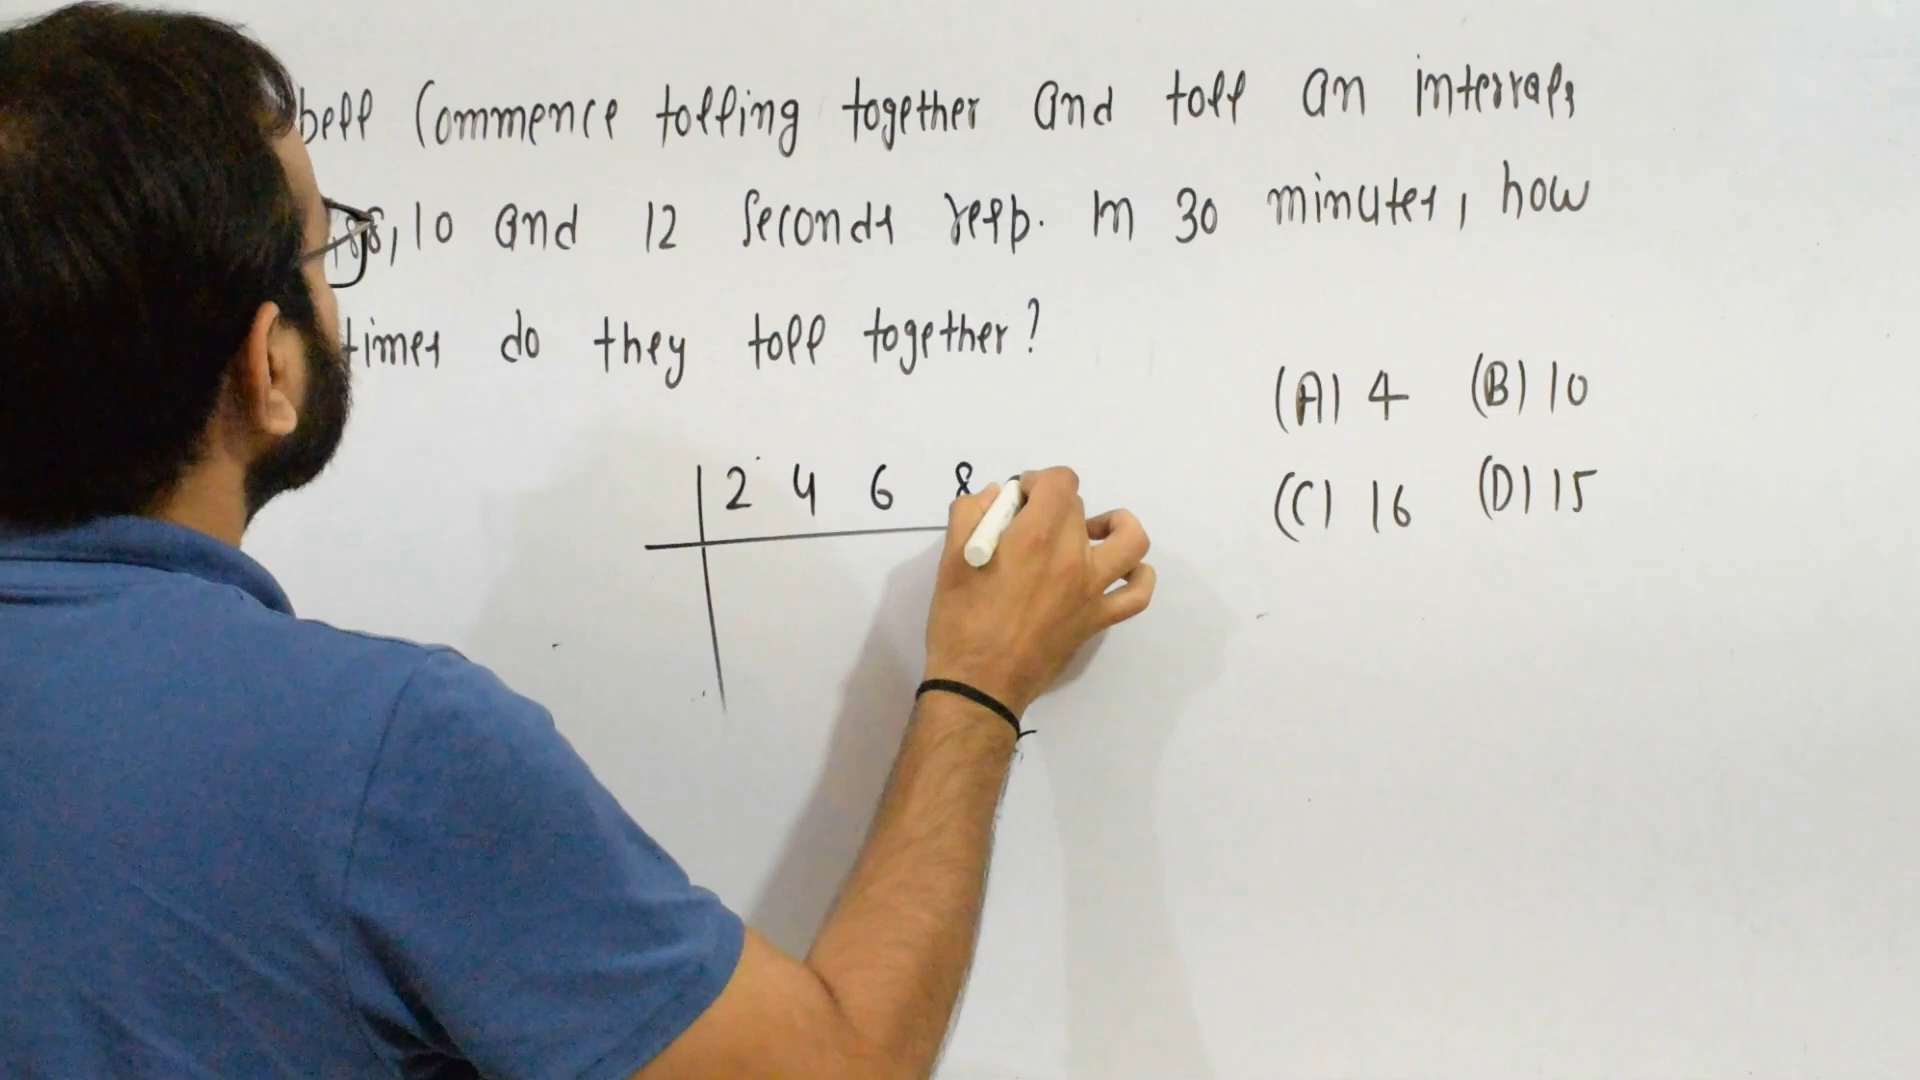 bell Commence tolling together and toll an intervals
8, 10 and 12 seconds resp. In 30 minutes, how
times do they toll together?
(A) 4 (B) 10
(C) 16 (D) 15
2 4 6 8